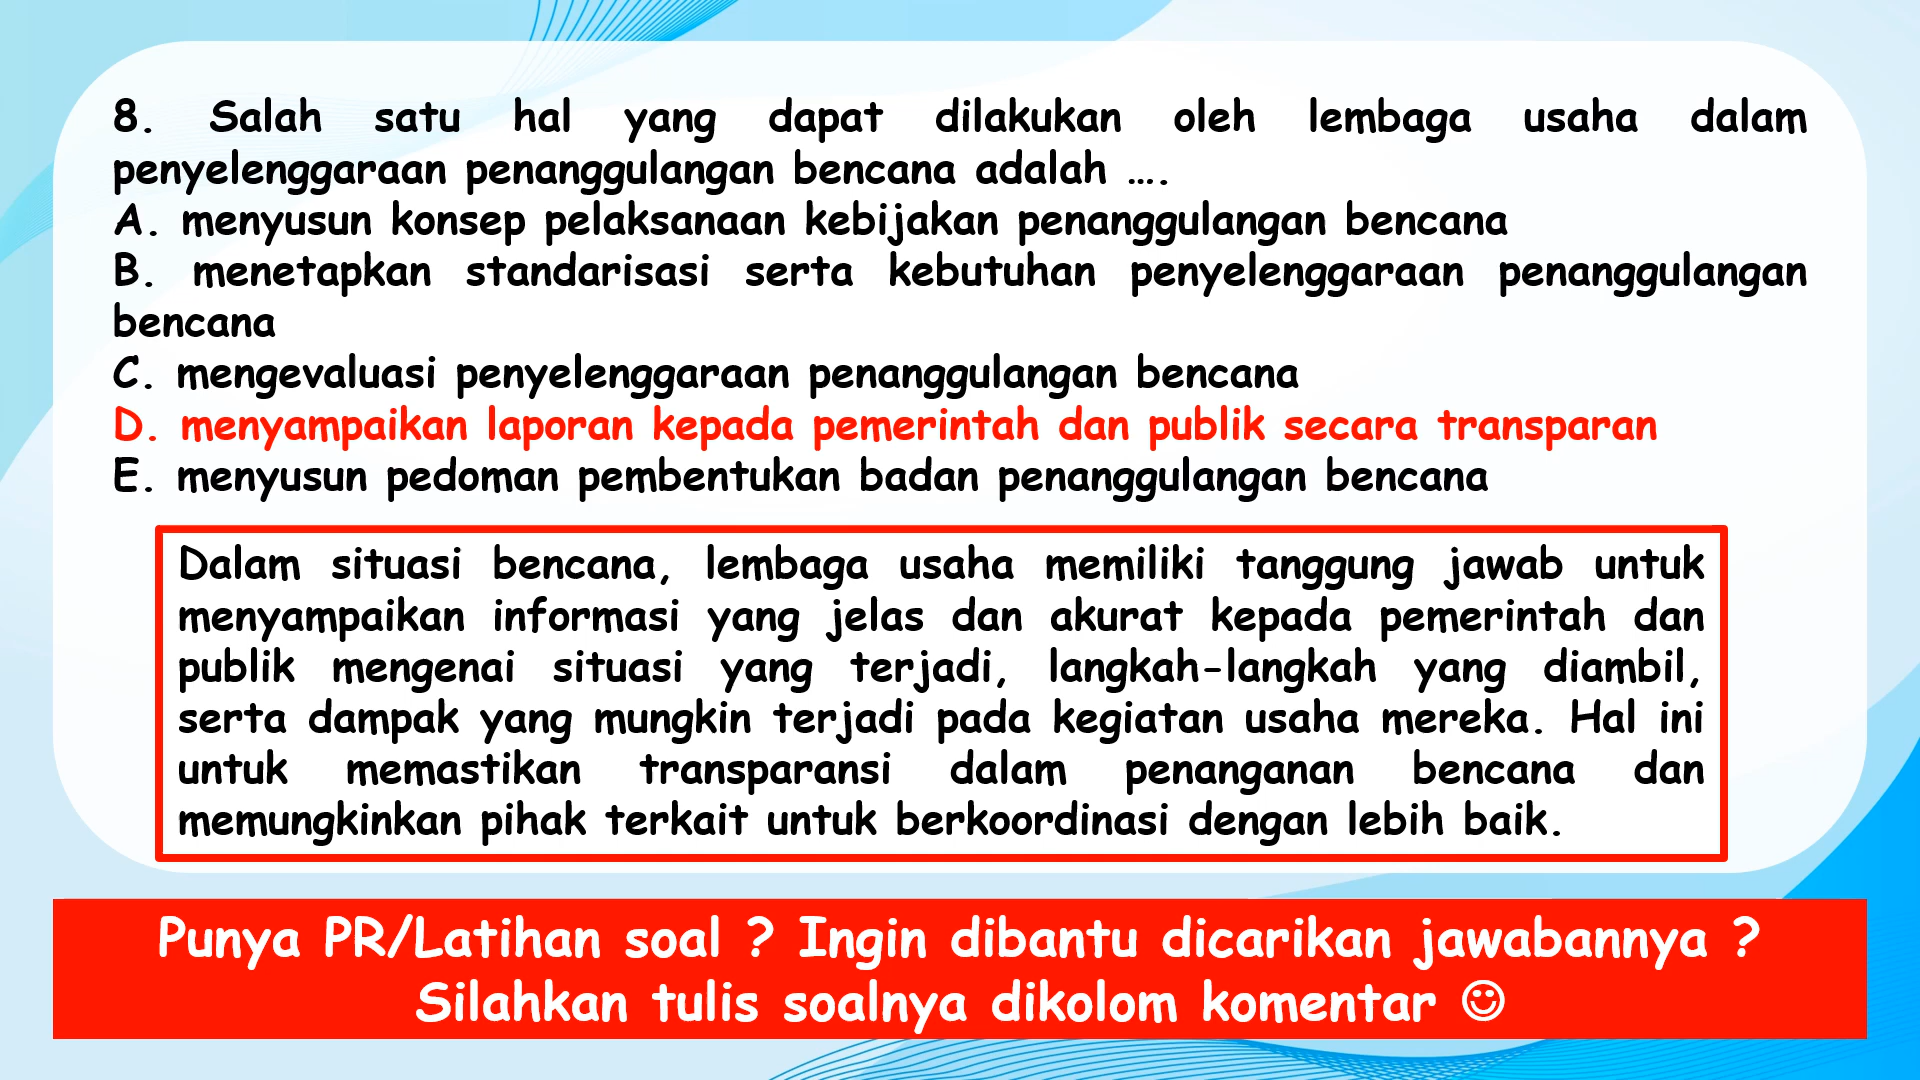 8. Salah satu hal yang dapat dilakukan oleh lembaga usaha dalam
penyelenggaraan penanggulangan bencana adalah ….
A. menyusun konsep pelaksanaan kebijakan penanggulangan bencana
B. menetapkan standarisasi serta kebutuhan penyelenggaraan penanggulangan
bencana
C. mengevaluasi penyelenggaraan penanggulangan bencana
D. menyampaikan laporan kepada pemerintah dan publik secara transparan
E. menyusun pedoman pembentukan badan penanggulangan bencana
Dalam situasi bencana, lembaga usaha memiliki tanggung jawab untuk
menyampaikan informasi yang jelas dan akurat kepada pemerintah dan
publik mengenai situasi yang terjadi, langkah-langkah yang diambil,
serta dampak yang mungkin terjadi pada kegiatan usaha mereka. Hal ini
untuk memastikan transparansi dalam penanganan bencana dan
memungkinkan pihak terkait untuk berkoordinasi dengan lebih baik.
Punya PR/Latihan soal ? Ingin dibantu dicarikan jawabannya ?
Silahkan tulis soalnya dikolom komentar ☺